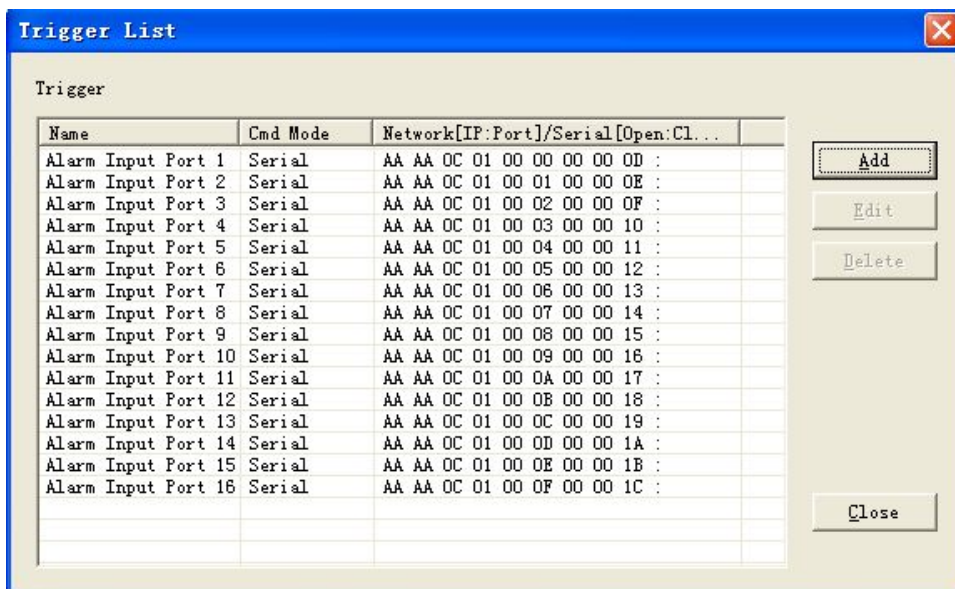 Trigger List
Trigger
Name Cmd Mode Network[IP:Port]/Serial[Open:Cl...
Alarm Input Port 1 Serial AA AA 0C 01 00 00 00 00 0D :
Alarm Input Port 2 Serial AA AA 0C 01 00 01 00 00 0E :
Alarm Input Port 3 Serial AA AA 0C 01 00 02 00 00 0F :
Alarm Input Port 4 Serial AA AA 0C 01 00 03 00 00 10 :
Alarm Input Port 5 Serial AA AA 0C 01 00 04 00 00 11 :
Alarm Input Port 6 Serial AA AA 0C 01 00 05 00 00 12 :
Alarm Input Port 7 Serial AA AA 0C 01 00 06 00 00 13 :
Alarm Input Port 8 Serial AA AA 0C 01 00 07 00 00 14 :
Alarm Input Port 9 Serial AA AA 0C 01 00 08 00 00 15 :
Alarm Input Port 10 Serial AA AA 0C 01 00 09 00 00 16 :
Alarm Input Port 11 Serial AA AA 0C 01 00 0A 00 00 17 :
Alarm Input Port 12 Serial AA AA 0C 01 00 0B 00 00 18 :
Alarm Input Port 13 Serial AA AA 0C 01 00 0C 00 00 19 :
Alarm Input Port 14 Serial AA AA 0C 01 00 0D 00 00 1A :
Alarm Input Port 15 Serial AA AA 0C 01 00 0E 00 00 1B :
Alarm Input Port 16 Serial AA AA 0C 01 00 0F 00 00 1C :
Add
Edit
Delete
Close